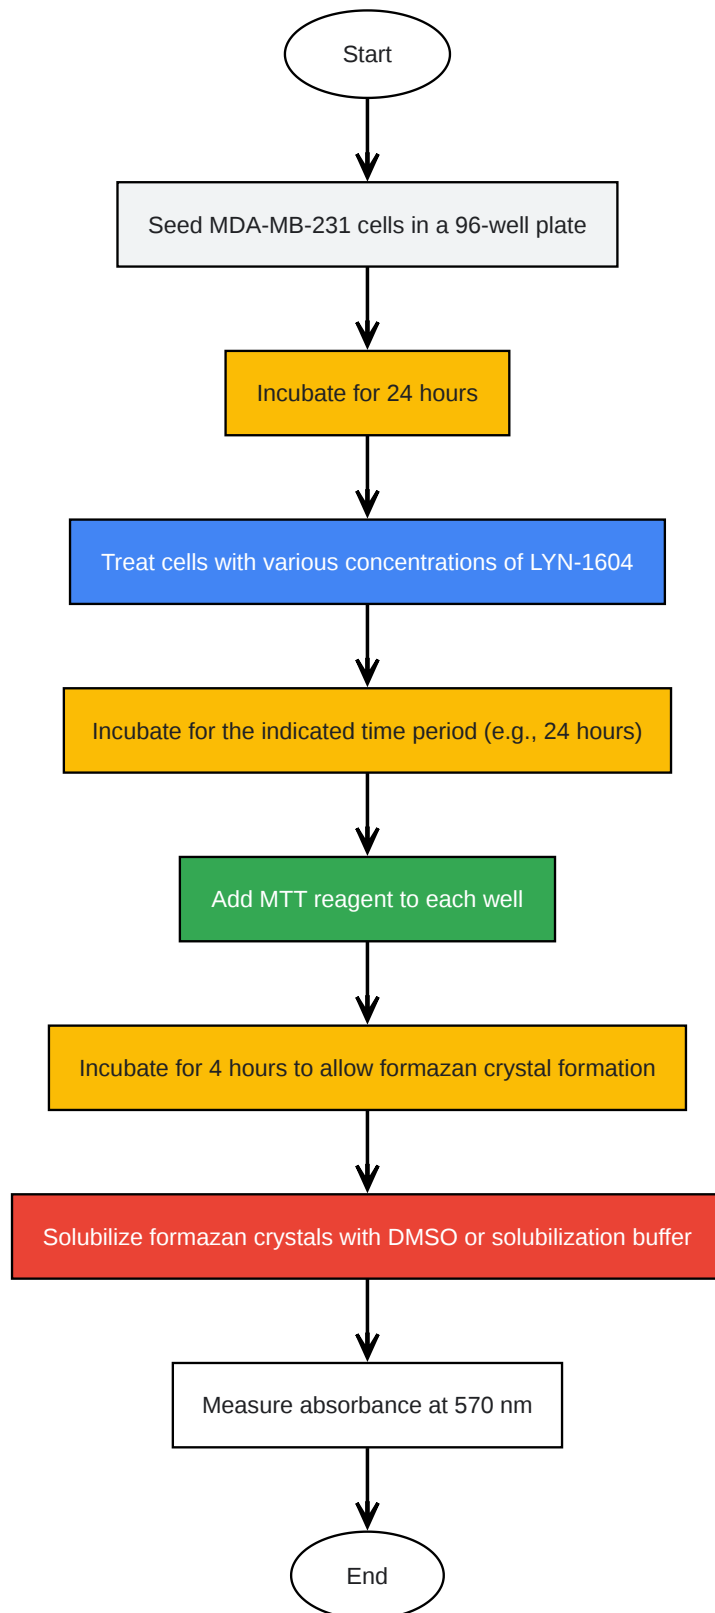 Start
Seed MDA-MB-231 cells in a 96-well plate
Incubate for 24 hours
Treat cells with various concentrations of LYN-1604
Incubate for the indicated time period (e.g., 24 hours)
Add MTT reagent to each well
Incubate for 4 hours to allow formazan crystal formation
Solubilize formazan crystals with DMSO or solubilization buffer
Measure absorbance at 570 nm
End